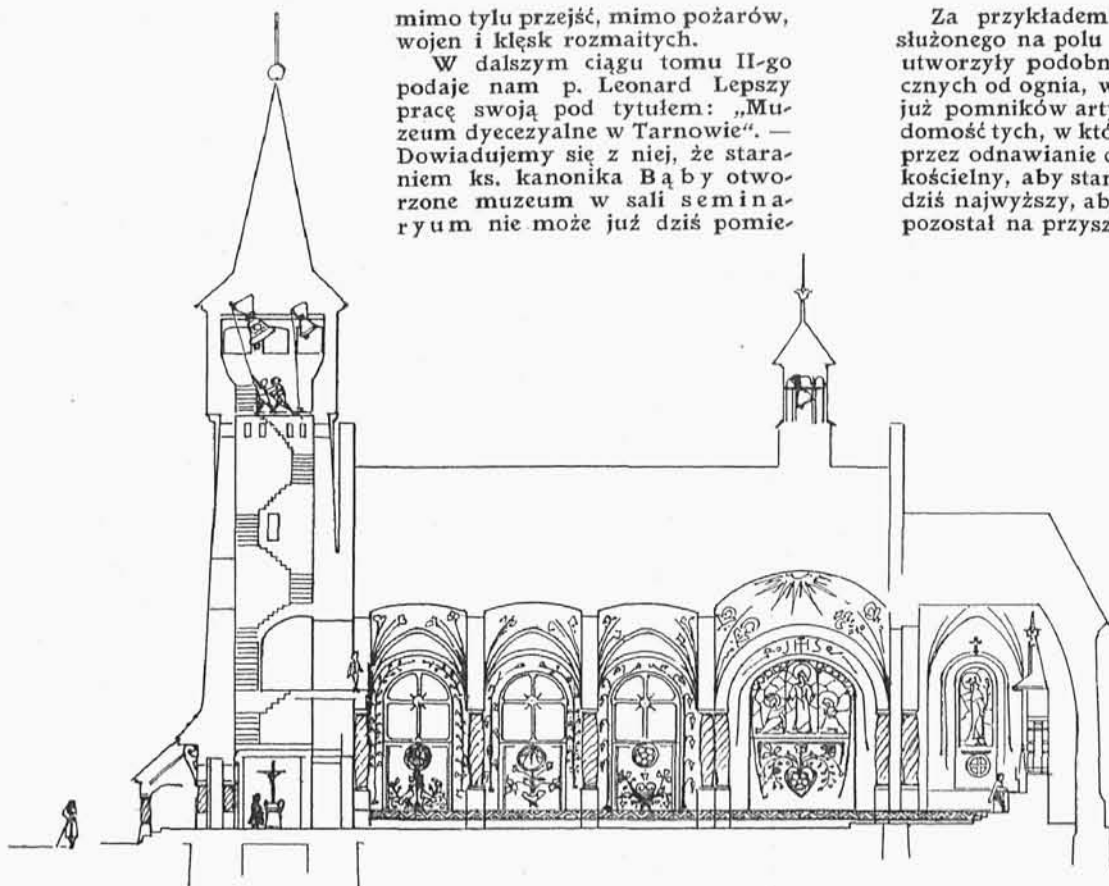 mimo tylu przejść, mimo pożarów,
wojen i klęsk rozmaitych.
W dalszym ciągu tomu II-go
podaje nam p. Leonard Lepszy
pracę swoją pod tytułem: „Mu-
zeum dyecezyalne w Tarnowie“. —
Dowiadujemy się z niej, że stara-
niem ks. kanonika Bąby otwo-
rzone muzeum w sali semina-
ryum nie może już dziś pomie-
Za przykładem
służonego na polu
utworzyły podobn
cznych od ognia, w
już pomników arty
domość tych, w któ
przez odnawianie
kościelny, aby star
dziś najwyższy, ab
pozostał na przysz
IHS